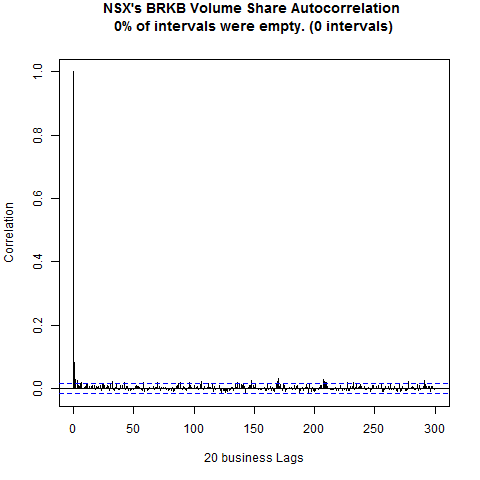 NSX's BRKB Volume Share Autocorrelation
0% of intervals were empty. (0 intervals)
Correlation
1.0
0.8
0.6
0.4
0.2
0.0
0 50 100 150 200 250 300
20 business Lags